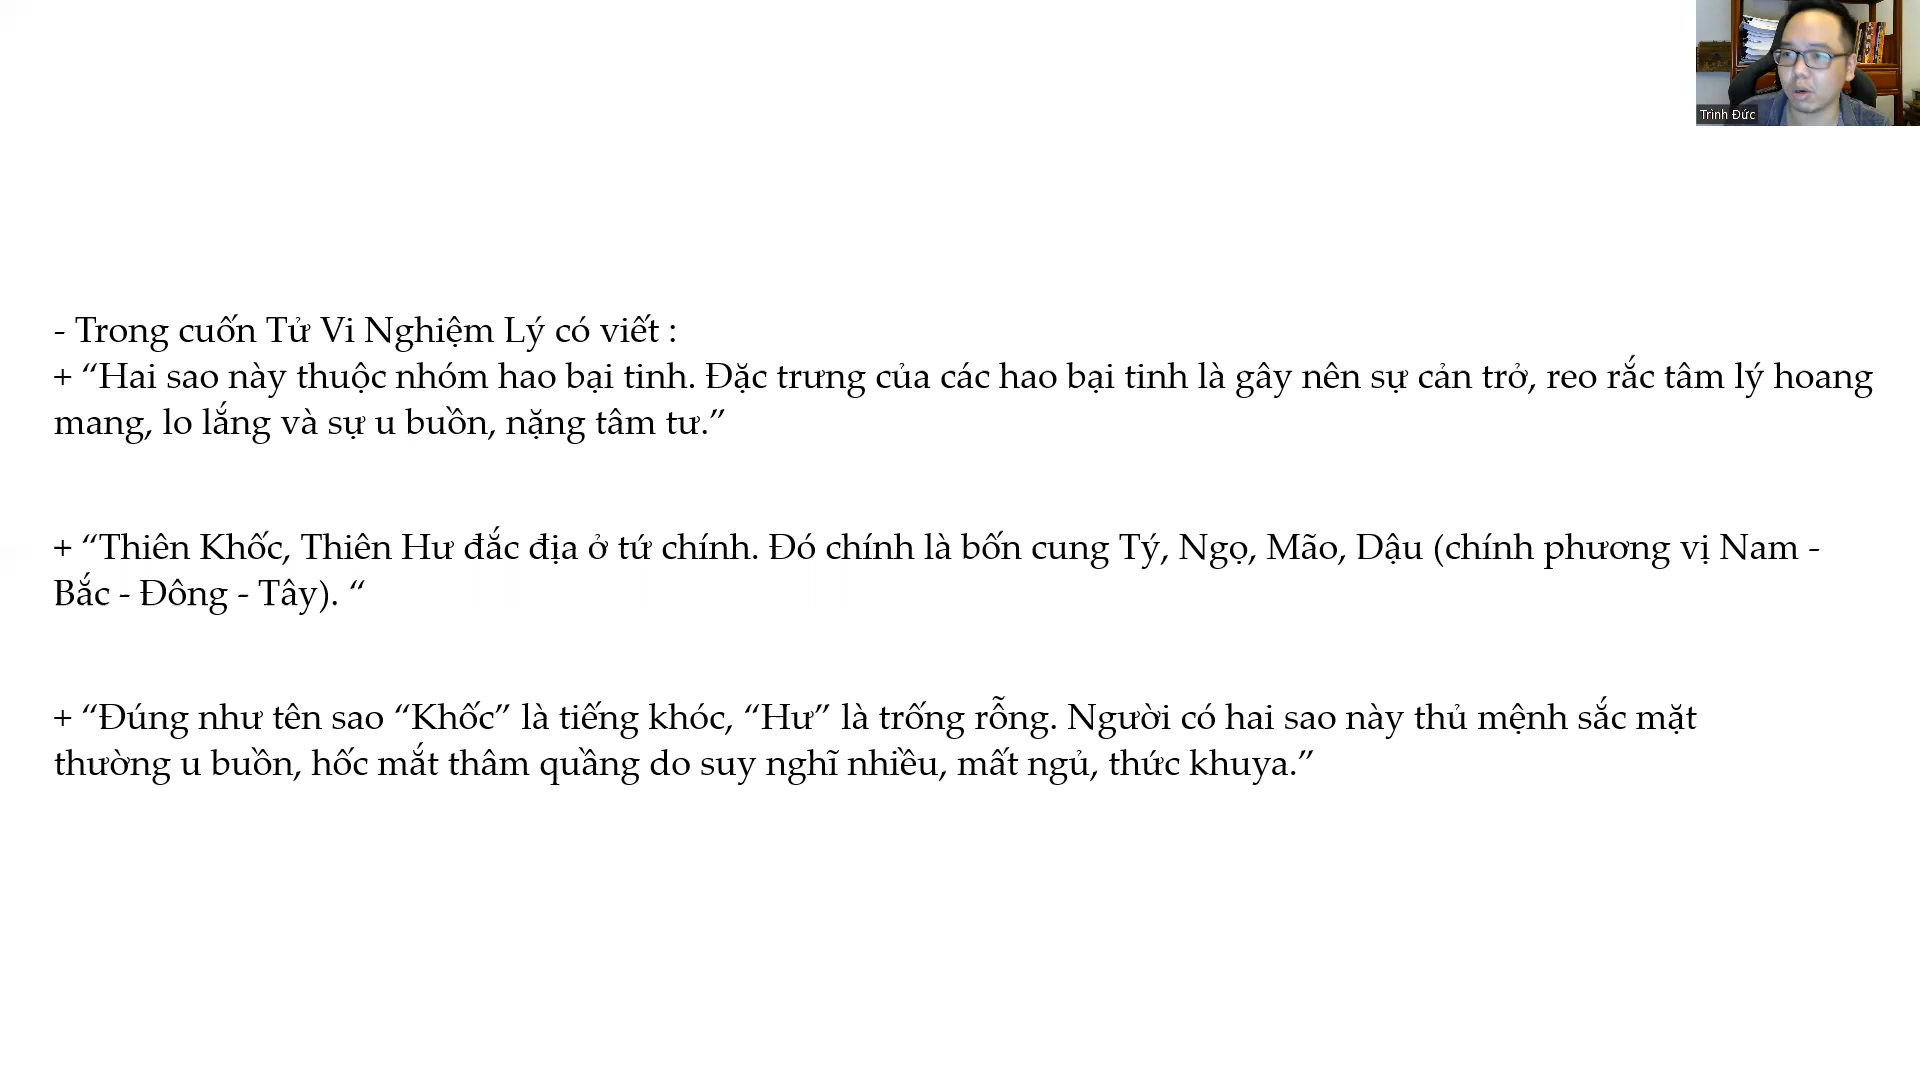 Trình Đức
- Trong cuốn Tử Vi Nghiệm Lý có viết :
+ “Hai sao này thuộc nhóm hao bại tinh. Đặc trưng của các hao bại tinh là gây nên sự cản trở, reo rắc tâm lý hoang
mang, lo lắng và sự u buồn, nặng tâm tư.”
+ “Thiên Khốc, Thiên Hư đắc địa ở tứ chính. Đó chính là bốn cung Tý, Ngọ, Mão, Dậu (chính phương vị Nam -
Bắc - Đông - Tây). “
+ “Đúng như tên sao “Khốc” là tiếng khóc, “Hư” là trống rỗng. Người có hai sao này thủ mệnh sắc mặt
thường u buồn, hốc mắt thâm quầng do suy nghĩ nhiều, mất ngủ, thức khuya.”